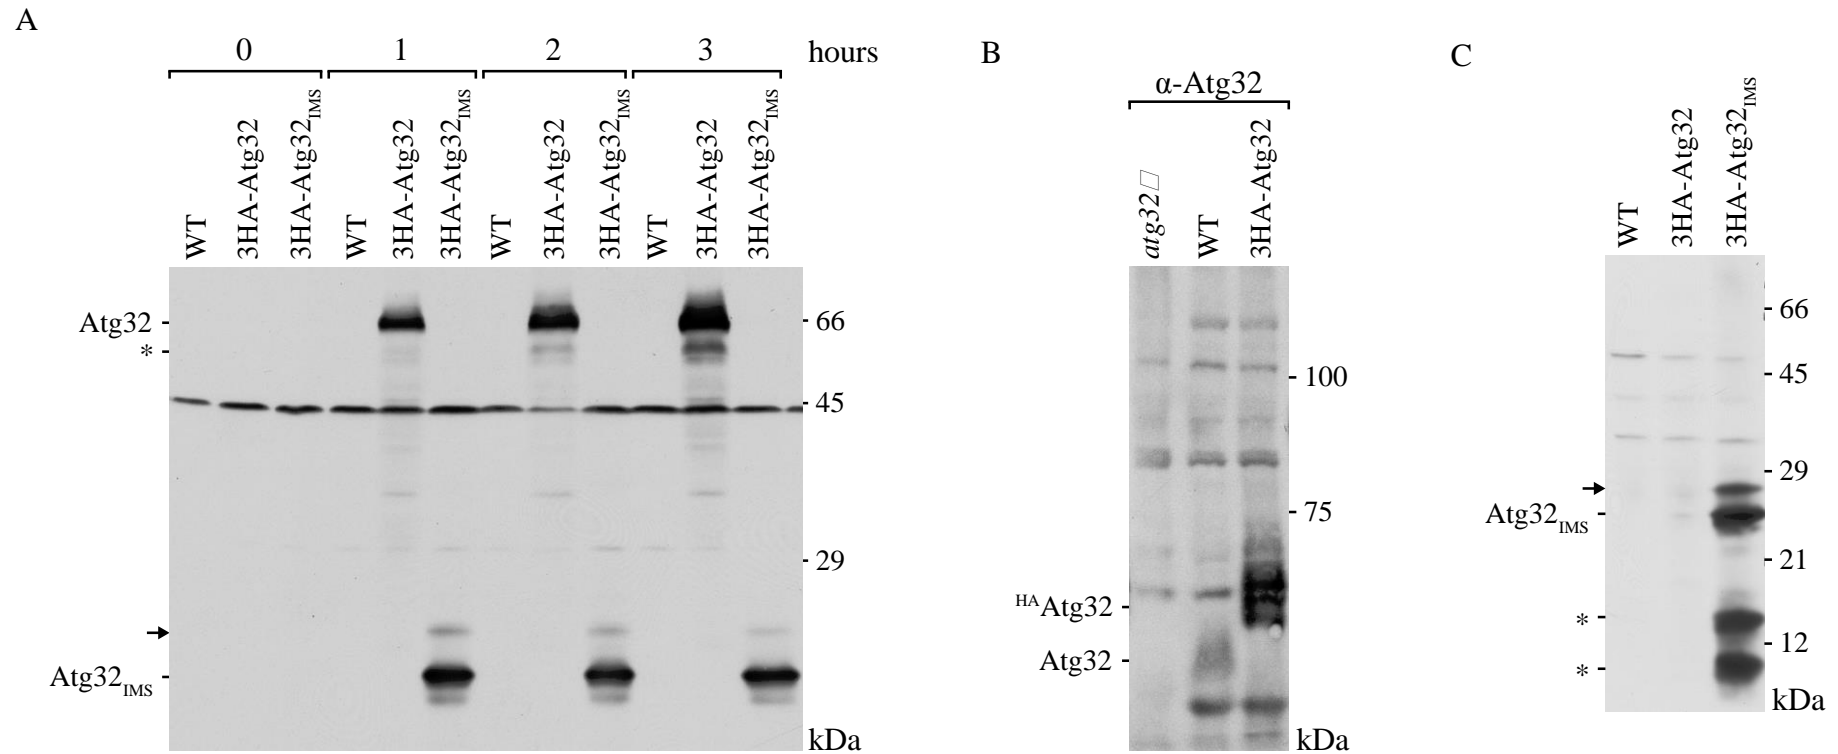 A
0 1 2 3 hours
WT 3HA-Atg32 3HA-Atg32IMS WT 3HA-Atg32 3HA-Atg32IMS WT 3HA-Atg32 3HA-Atg32IMS WT 3HA-Atg32 3HA-Atg32IMS
Atg32
*
Atg32IMS
66
45
29
kDa
B
α-Atg32
atg32□ WT 3HA-Atg32
HAAtg32
Atg32
100
75
kDa
C
WT 3HA-Atg32 3HA-Atg32IMS
Atg32IMS
*
*
66
45
29
21
12
kDa